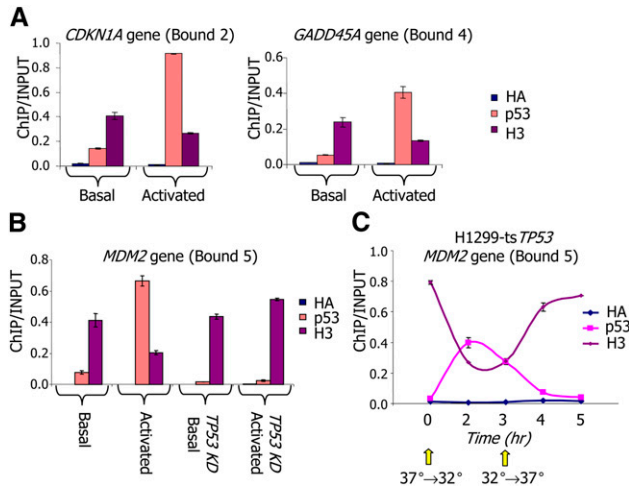 A
CDKN1A gene (Bound 2)
ChIP/INPUT
1.0
0.8
0.6
0.4
0.2
0.0
Basal
Activated
GADD45A gene (Bound 4)
ChIP/INPUT
0.6
0.4
0.2
0.0
Basal
Activated
HA
p53
H3
B
MDM2 gene (Bound 5)
ChIP/INPUT
0.8
0.6
0.4
0.2
0.0
Basal
Activated
TP53 KD
Basal
TP53 KD
Activated
HA
p53
H3
C
H1299-tsTP53
MDM2 gene (Bound 5)
ChIP/INPUT
1.0
0.8
0.6
0.4
0.2
0.0
0 2 3 4 5
Time (hr)
37°→32° 32°→37°
HA
p53
H3